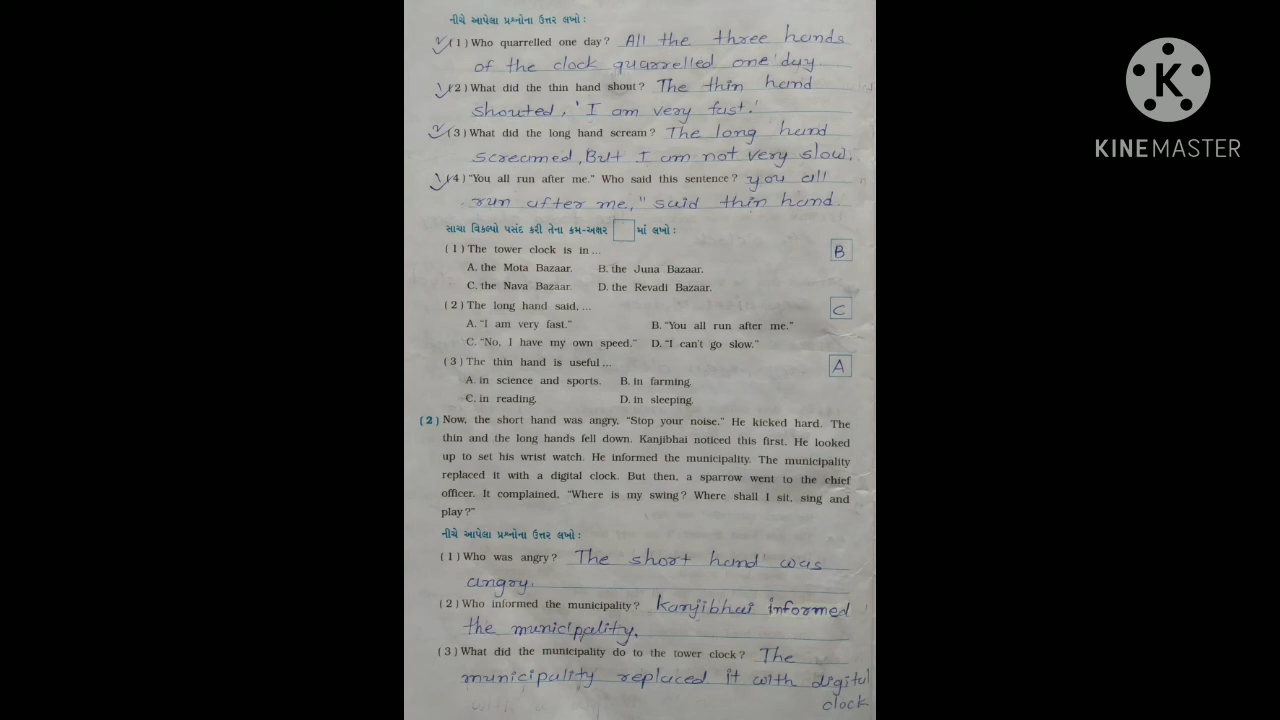 નીચે આપેલા પ્રશ્નોના ઉત્તર લખો :
(1) Who quarrelled one day? All the three hands
of the clock quarrelled one day
(2) What did the thin hand shout? The thin hand
shouted, 'I am very fast.'
(3) What did the long hand scream? The long hand
screamed, But I am not very slow.
(4) "You all run after me." Who said this sentence? you all
run after me," said thin hand.
સાચા વિકલ્પો પસંદ કરી તેના ક્રમ-અક્ષર માં લખો :
(1) The tower clock is in ... B
A. the Mota Bazaar. B. the Juna Bazaar.
C. the Nava Bazaar. D. the Revadi Bazaar.
(2) The long hand said, ... C
A. "I am very fast." B. "You all run after me."
C. "No, I have my own speed." D. "I can't go slow."
(3) The thin hand is useful ... A
A. in science and sports. B. in farming.
C. in reading. D. in sleeping.
(2) Now, the short hand was angry. "Stop your noise." He kicked hard. The
thin and the long hands fell down. Kanjibhai noticed this first. He looked
up to set his wrist watch. He informed the municipality. The municipality
replaced it with a digital clock. But then, a sparrow went to the chief
officer. It complained, "Where is my swing? Where shall I sit, sing and
play?"
નીચે આપેલા પ્રશ્નોના ઉત્તર લખો :
(1) Who was angry? The short hand was
angry.
(2) Who informed the municipality? Kanjibhai informed
the municipality.
(3) What did the municipality do to the tower clock? The
municipality replaced it with digital
clock
K
KINEMASTER